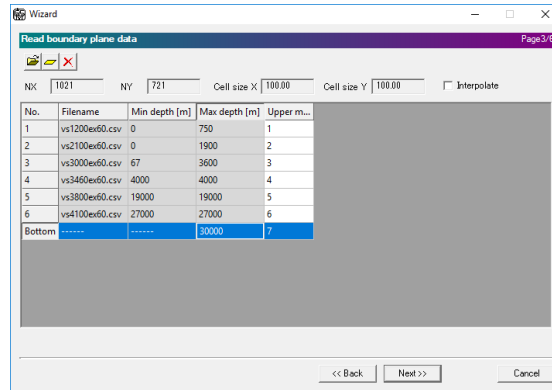 Wizard
Read boundary plane data Page3/6
NX 1021 NY 721 Cell size X 100.00 Cell size Y 100.00 Interpolate
No. Filename Min depth [m] Max depth [m] Upper m...
1 vs1200ex60.csv 0 750 1
2 vs2100ex60.csv 0 1900 2
3 vs3000ex60.csv 67 3600 3
4 vs3460ex60.csv 4000 4000 4
5 vs3800ex60.csv 19000 19000 5
6 vs4100ex60.csv 27000 27000 6
Bottom ------ ------ 30000 7
<< Back Next >> Cancel